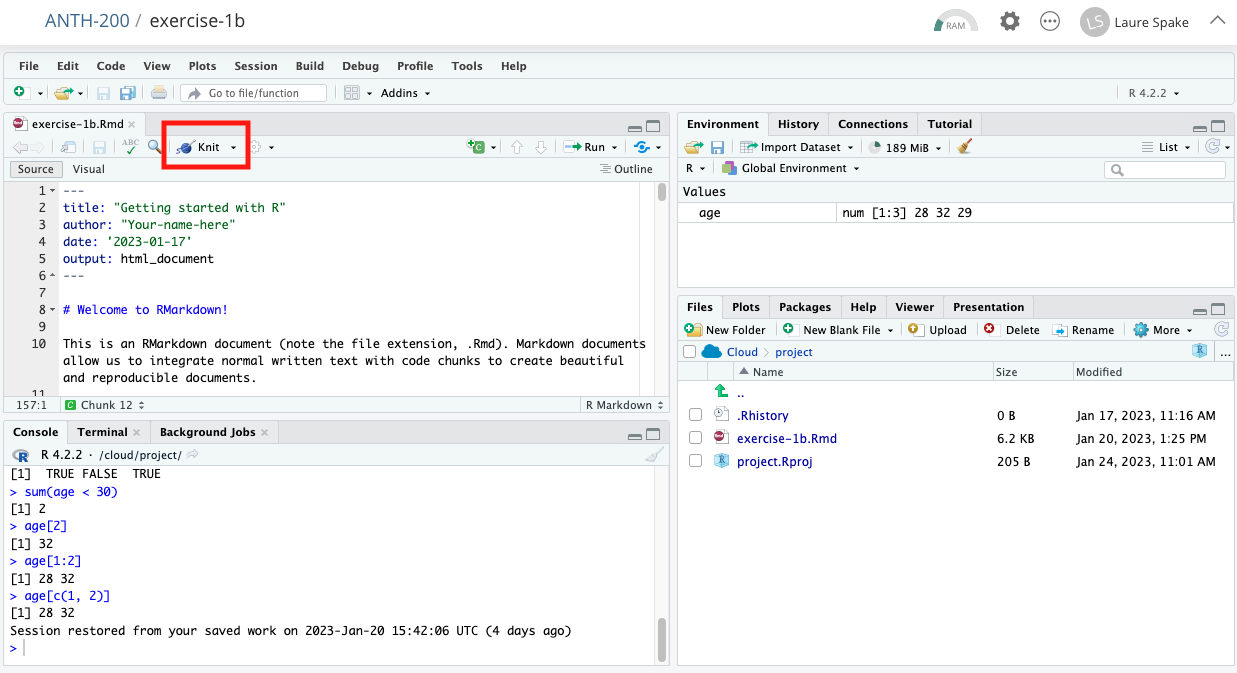 ANTH-200 / exercise-1b
RAM
LS
Laure Spake
File Edit Code View Plots Session Build Debug Profile Tools Help
Go to file/function
Addins
R 4.2.2
exercise-1b.Rmd
ABC
Knit
Run
Source Visual
Outline
1 ---
2 title: "Getting started with R"
3 author: "Your-name-here"
4 date: '2023-01-17'
5 output: html_document
6 ---
7
8 # Welcome to RMarkdown!
9
10 This is an RMarkdown document (note the file extension, .Rmd). Markdown documents
allow us to integrate normal written text with code chunks to create beautiful
and reproducible documents.
11
157:1 C Chunk 12
R Markdown
Console Terminal Background Jobs
R R 4.2.2 · /cloud/project/
[1]  TRUE FALSE  TRUE
> sum(age < 30)
[1] 2
> age[2]
[1] 32
> age[1:2]
[1] 28 32
> age[c(1, 2)]
[1] 28 32
Session restored from your saved work on 2023-Jan-20 15:42:06 UTC (4 days ago)
>
Environment History Connections Tutorial
Import Dataset 189 MiB
List
R Global Environment
Values
age num [1:3] 28 32 29
Files Plots Packages Help Viewer Presentation
New Folder New Blank File Upload Delete Rename More
Cloud project
R ...
Name Size Modified
..
.Rhistory 0 B Jan 17, 2023, 11:16 AM
exercise-1b.Rmd 6.2 KB Jan 20, 2023, 1:25 PM
project.Rproj 205 B Jan 24, 2023, 11:01 AM